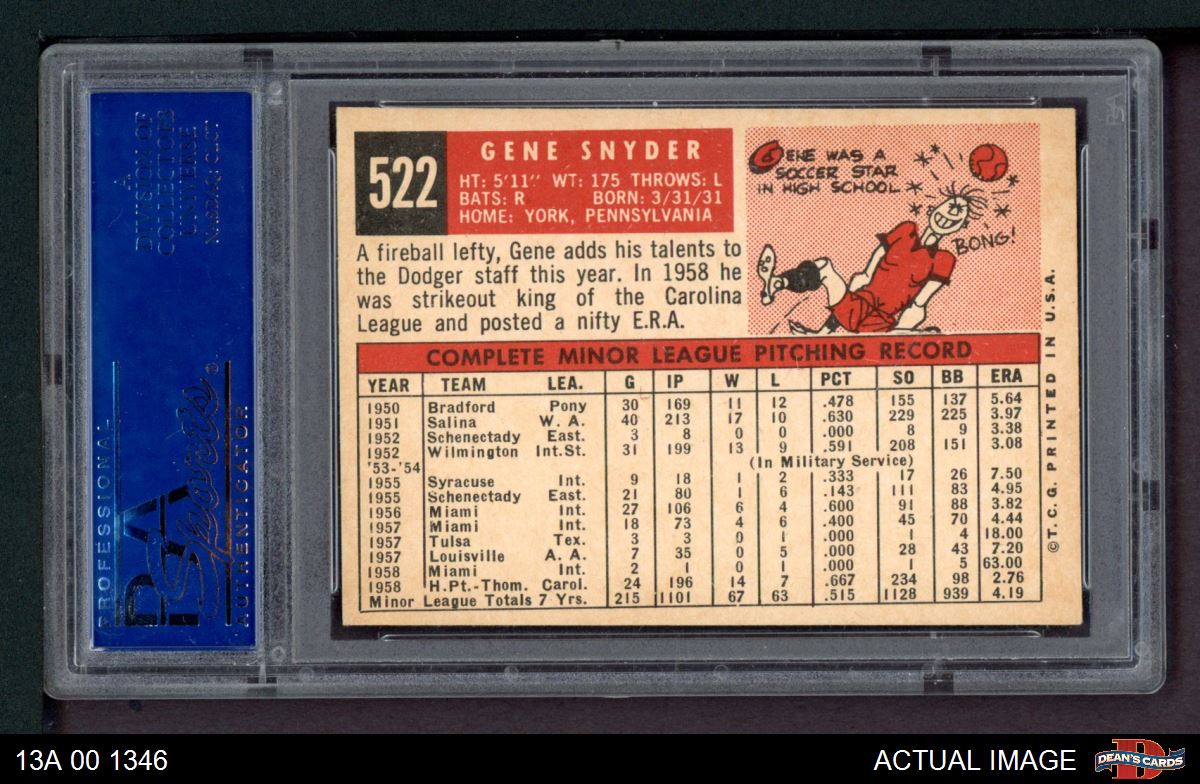 A
DIVISION OF
COLLECTORS
UNIVERSE
NASDAQ: CLCT
PROFESSIONAL
PSA
Sports
AUTHENTICATOR
522
GENE SNYDER
HT: 5'11" WT: 175 THROWS: L
BATS: R BORN: 3/31/31
HOME: YORK, PENNSYLVANIA
GENE WAS A
SOCCER STAR
IN HIGH SCHOOL
BONG!
A fireball lefty, Gene adds his talents to
the Dodger staff this year. In 1958 he
was strikeout king of the Carolina
League and posted a nifty E.R.A.
COMPLETE MINOR LEAGUE PITCHING RECORD
YEAR TEAM LEA. G IP W L PCT SO BB ERA
1950 Bradford Pony 30 169 11 12 .478 155 137 5.64
1951 Salina W. A. 40 213 17 10 .630 229 225 3.97
1952 Schenectady East. 3 8 0 0 .000 8 9 3.38
1952 Wilmington Int.St. 31 199 13 9 .591 208 151 3.08
'53-'54 (In Military Service)
1955 Syracuse Int. 9 18 1 2 .333 17 26 7.50
1955 Schenectady East. 21 80 1 6 .143 111 83 4.95
1956 Miami Int. 27 106 6 4 .600 91 88 3.82
1957 Miami Int. 18 73 4 6 .400 45 70 4.44
1957 Tulsa Tex. 3 3 0 0 .000 1 4 18.00
1957 Louisville A. A. 7 35 0 5 .000 28 43 7.20
1958 Miami Int. 2 1 0 1 .000 1 5 63.00
1958 H.Pt.-Thom. Carol. 24 196 14 7 .667 234 98 2.76
Minor League Totals 7 Yrs. 215 1101 67 63 .515 1128 939 4.19
©T. C. G. PRINTED IN U.S.A.
13A 00 1346
ACTUAL IMAGE
D
DEAN'S CARDS